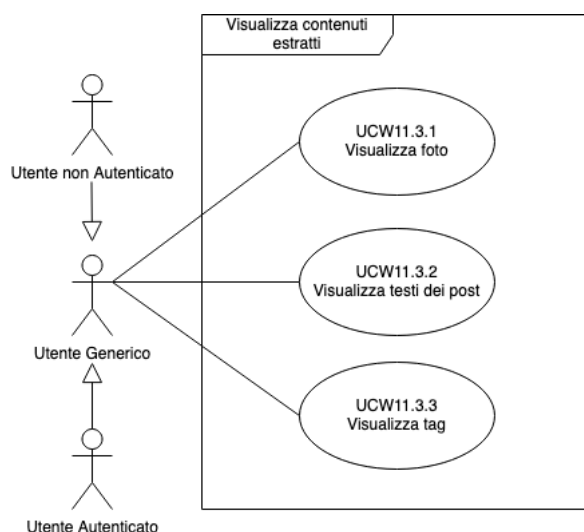 Visualizza contenuti
estratti
Utente non Autenticato
UCW11.3.1
Visualizza foto
UCW11.3.2
Visualizza testi dei post
Utente Generico
UCW11.3.3
Visualizza tag
Utente Autenticato